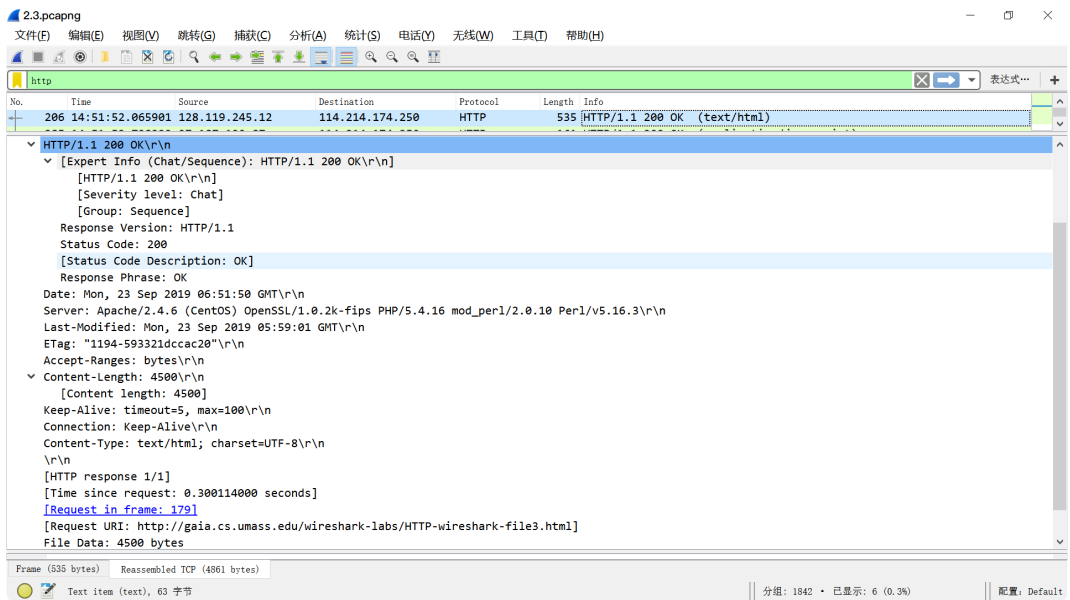 2.3.pcapng
文件(F) 编辑(E) 视图(V) 跳转(G) 捕获(C) 分析(A) 统计(S) 电话(Y) 无线(W) 工具(T) 帮助(H)
http 表达式…
No. Time Source Destination Protocol Length Info
206 14:51:52.065901 128.119.245.12 114.214.174.250 HTTP 535 HTTP/1.1 200 OK (text/html)
HTTP/1.1 200 OK\r\n
[Expert Info (Chat/Sequence): HTTP/1.1 200 OK\r\n]
[HTTP/1.1 200 OK\r\n]
[Severity level: Chat]
[Group: Sequence]
Response Version: HTTP/1.1
Status Code: 200
[Status Code Description: OK]
Response Phrase: OK
Date: Mon, 23 Sep 2019 06:51:50 GMT\r\n
Server: Apache/2.4.6 (CentOS) OpenSSL/1.0.2k-fips PHP/5.4.16 mod_perl/2.0.10 Perl/v5.16.3\r\n
Last-Modified: Mon, 23 Sep 2019 05:59:01 GMT\r\n
ETag: "1194-593321dccac20"\r\n
Accept-Ranges: bytes\r\n
Content-Length: 4500\r\n
[Content length: 4500]
Keep-Alive: timeout=5, max=100\r\n
Connection: Keep-Alive\r\n
Content-Type: text/html; charset=UTF-8\r\n
\r\n
[HTTP response 1/1]
[Time since request: 0.300114000 seconds]
[Request in frame: 179]
[Request URI: http://gaia.cs.umass.edu/wireshark-labs/HTTP-wireshark-file3.html]
File Data: 4500 bytes
Frame (535 bytes) Reassembled TCP (4861 bytes)
Text item (text), 63 字节 分组: 1842 · 已显示: 6 (0.3%) 配置: Default